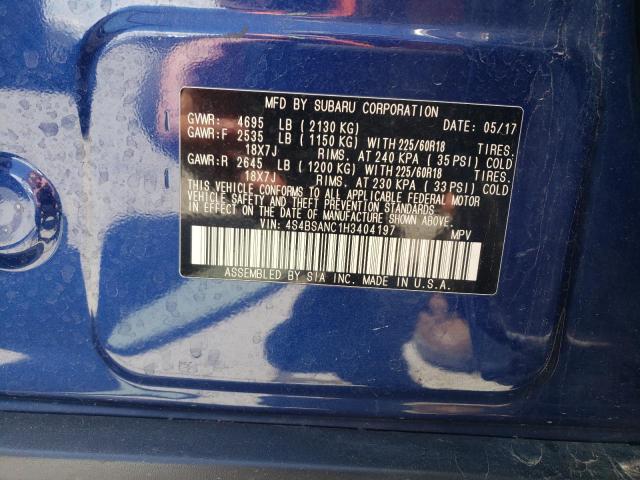 MFD BY SUBARU CORPORATION
GVWR: 4695 LB ( 2130 KG) DATE: 05/17
GAWR:F 2535 LB ( 1150 KG) WITH 225/60R18 TIRES.
18X7J RIMS. AT 240 KPA ( 35 PSI) COLD
GAWR:R 2645 LB ( 1200 KG) WITH 225/60R18 TIRES.
18X7J RIMS. AT 230 KPA ( 33 PSI) COLD
THIS VEHICLE CONFORMS TO ALL APPLICABLE FEDERAL MOTOR
VEHICLE SAFETY AND THEFT PREVENTION STANDARDS
IN EFFECT ON THE DATE OF MANUFACTURE SHOWN ABOVE.
VIN: 4S4BSANC1H3404197 MPV
ASSEMBLED BY SIA INC. MADE IN U.S.A.